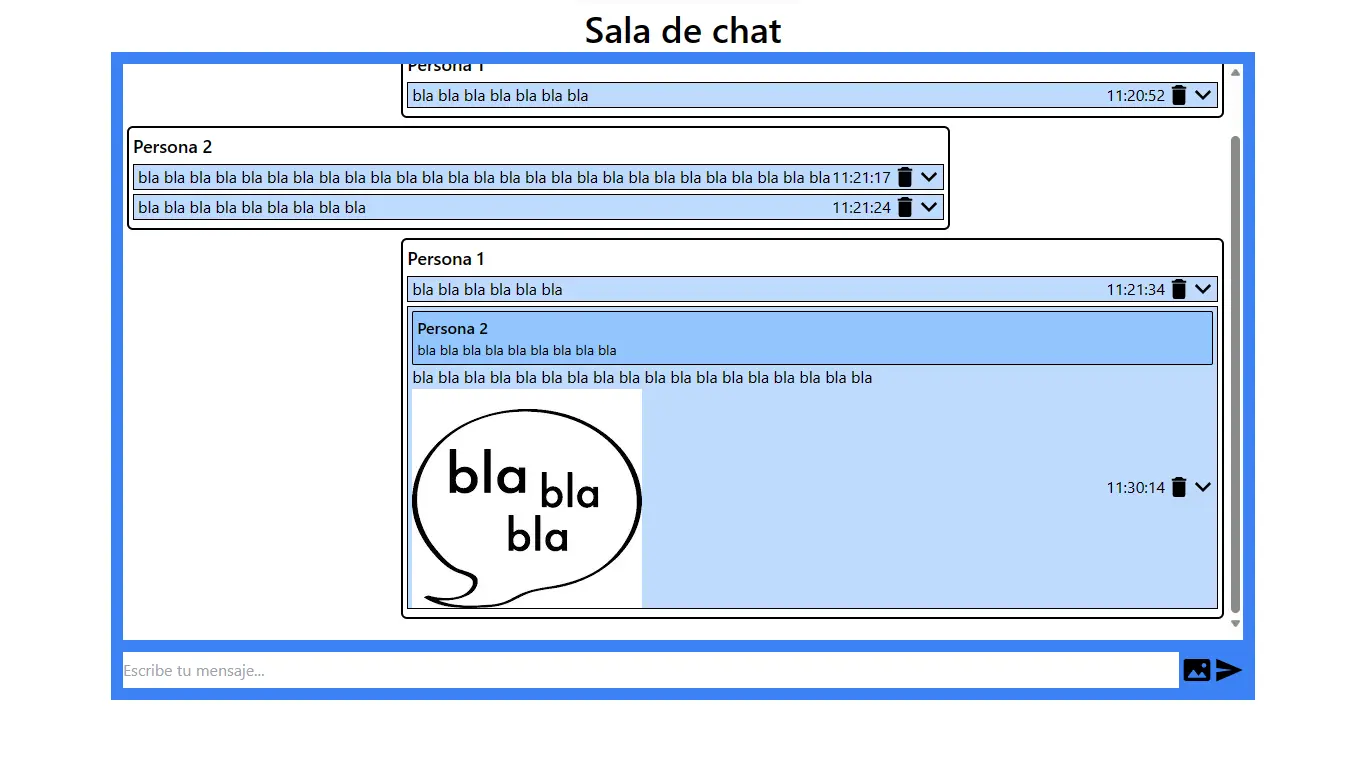 Sala de chat
Persona 1
bla bla bla bla bla bla bla 11:20:52
Persona 2
bla bla bla bla bla bla bla bla bla bla bla bla bla bla bla bla bla bla bla bla bla bla bla bla bla bla bla 11:21:17
bla bla bla bla bla bla bla bla bla 11:21:24
Persona 1
bla bla bla bla bla bla 11:21:34
Persona 2
bla bla bla bla bla bla bla bla bla
bla bla bla bla bla bla bla bla bla bla bla bla bla bla bla bla bla bla
bla
bla
bla
11:30:14
Escribe tu mensaje...